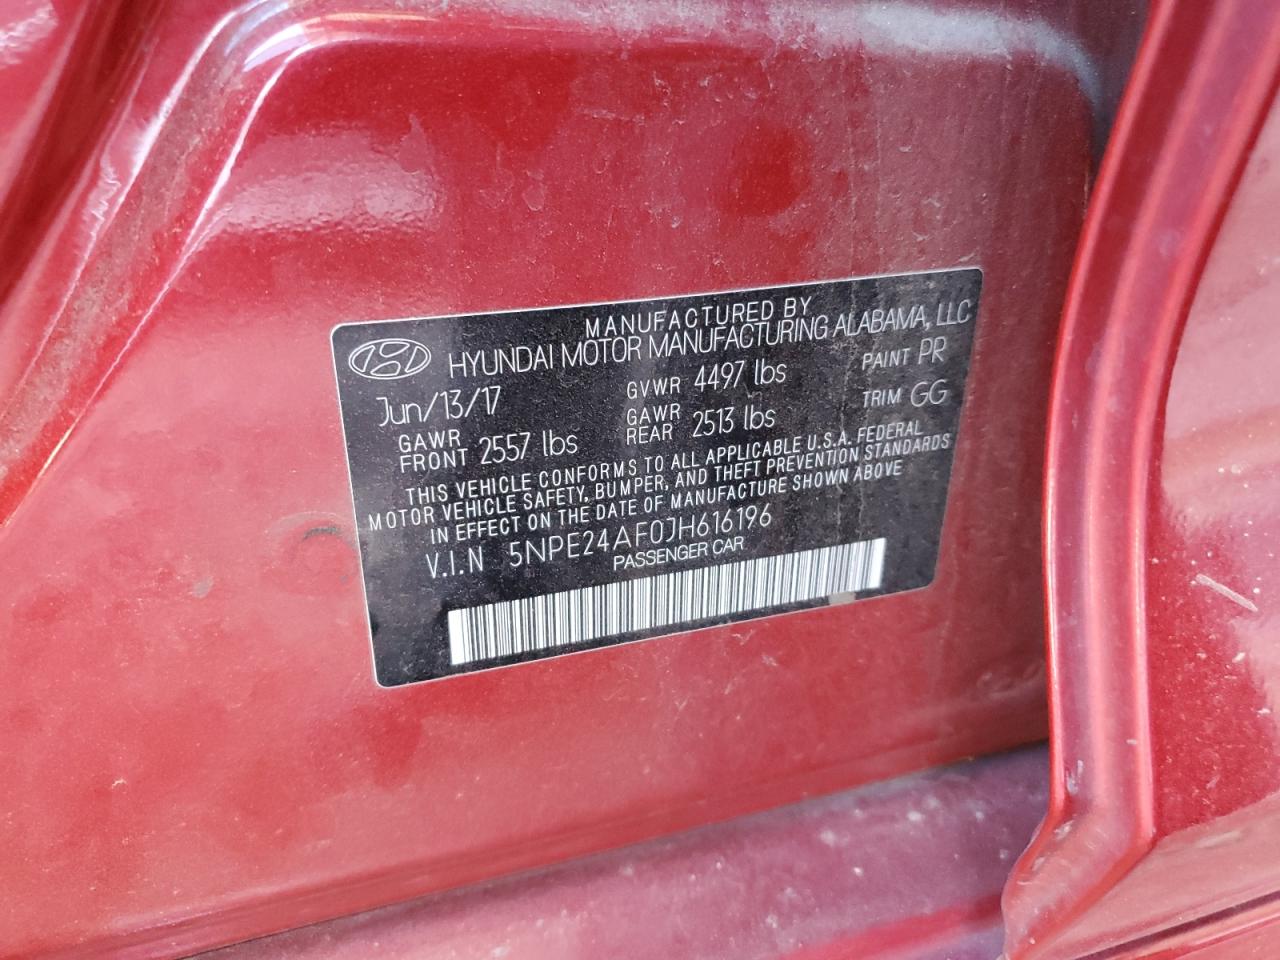 MANUFACTURED BY
HYUNDAI MOTOR MANUFACTURING ALABAMA, LLC
Jun/13/17 GVWR 4497 lbs PAINT PR
GAWR FRONT 2557 lbs GAWR REAR 2513 lbs TRIM GG
THIS VEHICLE CONFORMS TO ALL APPLICABLE U.S.A. FEDERAL
MOTOR VEHICLE SAFETY, BUMPER, AND THEFT PREVENTION STANDARDS
IN EFFECT ON THE DATE OF MANUFACTURE SHOWN ABOVE
V.I.N 5NPE24AF0JH616196
PASSENGER CAR